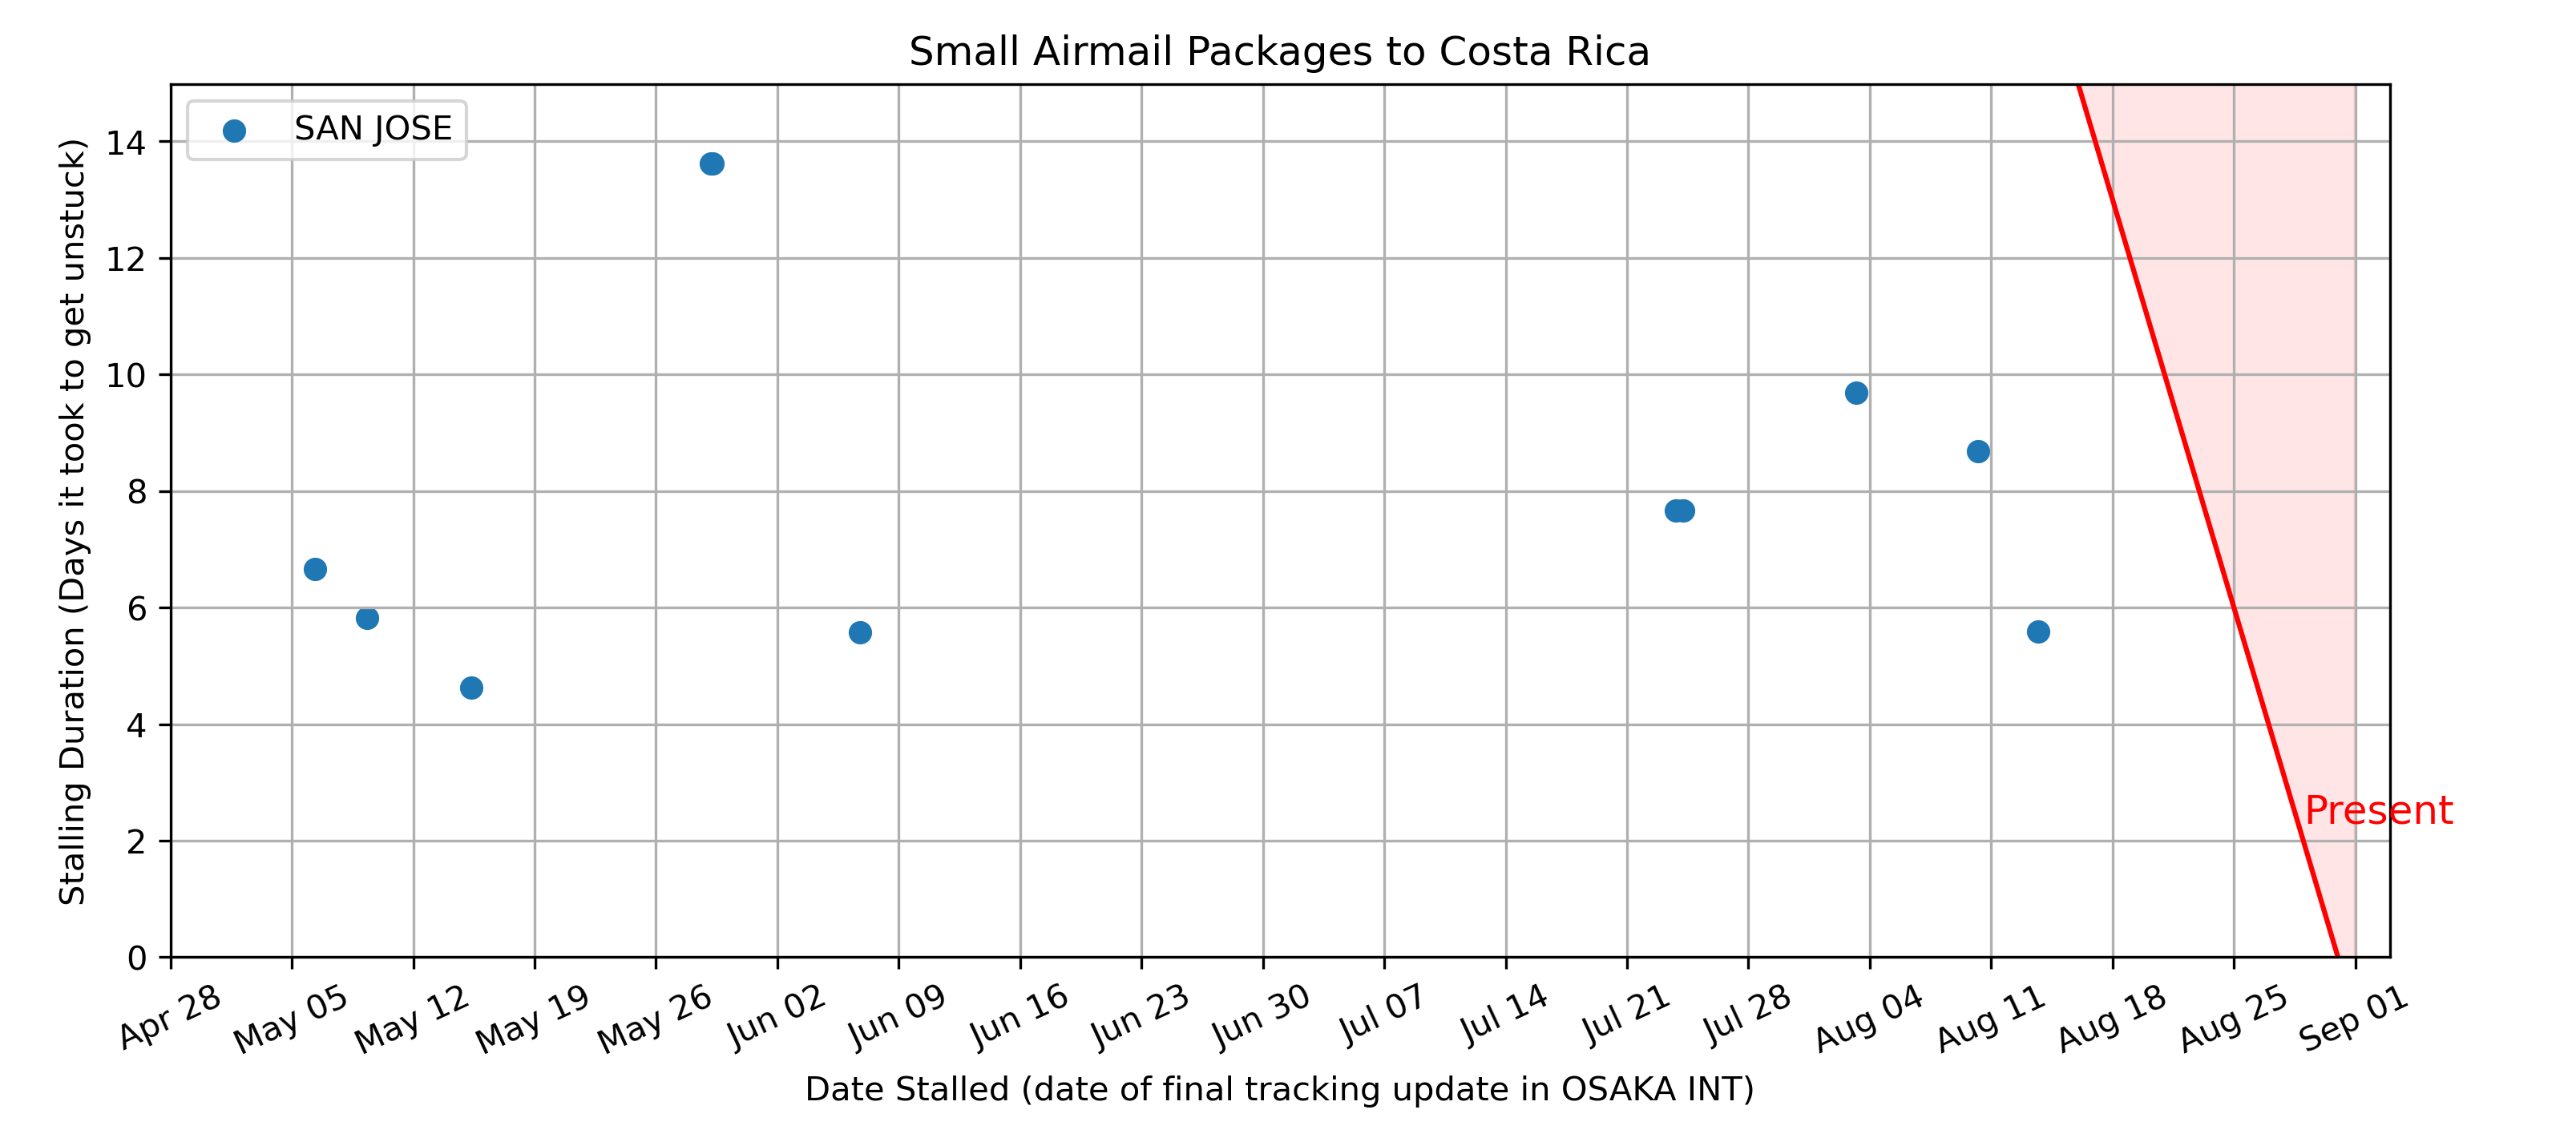 Small Airmail Packages to Costa Rica
SAN JOSE
Stalling Duration (Days it took to get unstuck)
14
12
10
8
6
4
2
0
Present
Apr 28
May 05
May 12
May 19
May 26
Jun 02
Jun 09
Jun 16
Jun 23
Jun 30
Jul 07
Jul 14
Jul 21
Jul 28
Aug 04
Aug 11
Aug 18
Aug 25
Sep 01
Date Stalled (date of final tracking update in OSAKA INT)